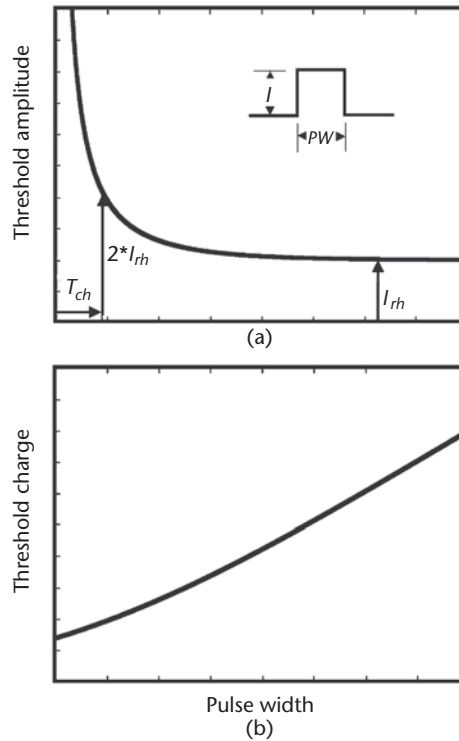 Threshold amplitude
I
PW
2*I_rh
T_ch
I_rh
(a)
Threshold charge
Pulse width
(b)